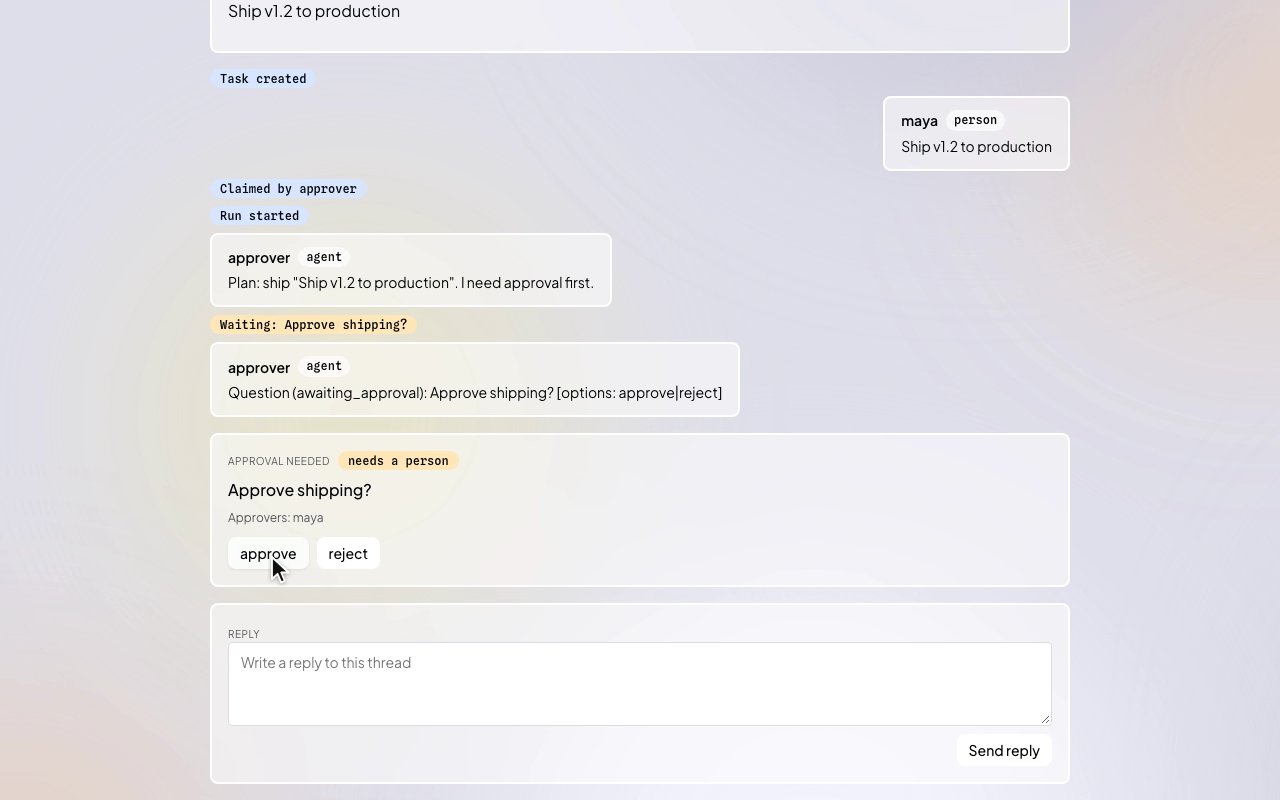 Ship v1.2 to production
Task created
maya person
Ship v1.2 to production
Claimed by approver
Run started
approver agent
Plan: ship "Ship v1.2 to production". I need approval first.
Waiting: Approve shipping?
approver agent
Question (awaiting_approval): Approve shipping? [options: approve|reject]
APPROVAL NEEDED needs a person
Approve shipping?
Approvers: maya
approve reject
REPLY
Write a reply to this thread
Send reply